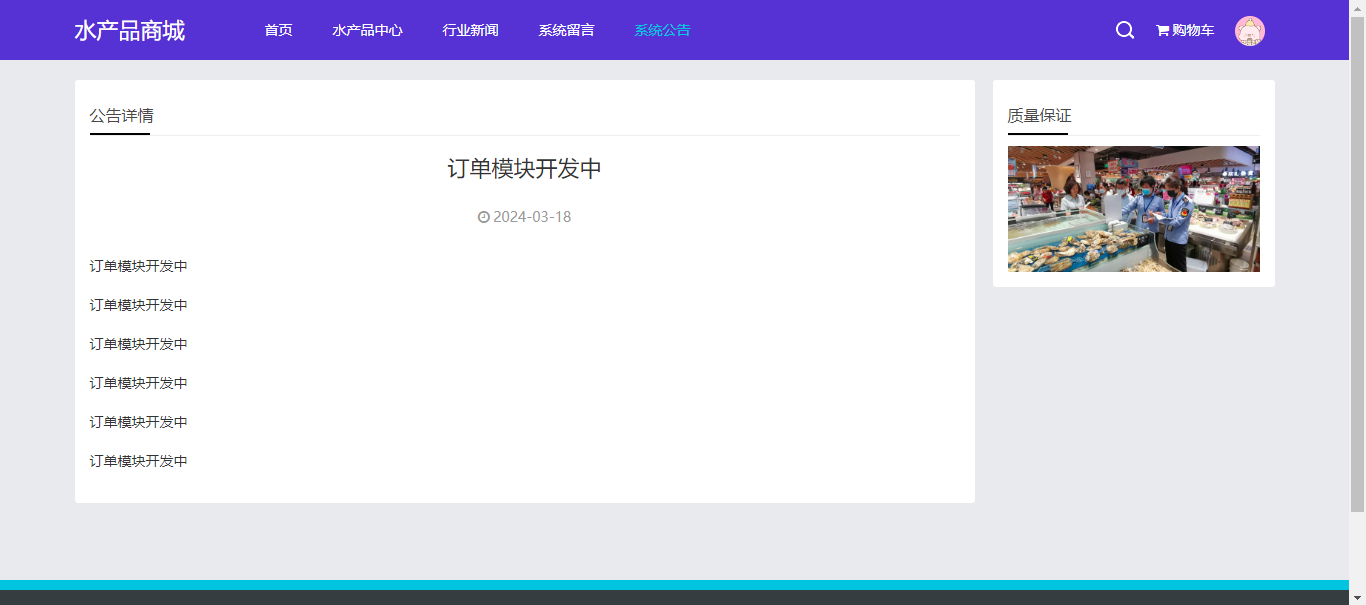 水产品商城
首页
水产品中心
行业新闻
系统留言
系统公告
购物车
公告详情
订单模块开发中
2024-03-18
订单模块开发中
订单模块开发中
订单模块开发中
订单模块开发中
订单模块开发中
订单模块开发中
质量保证